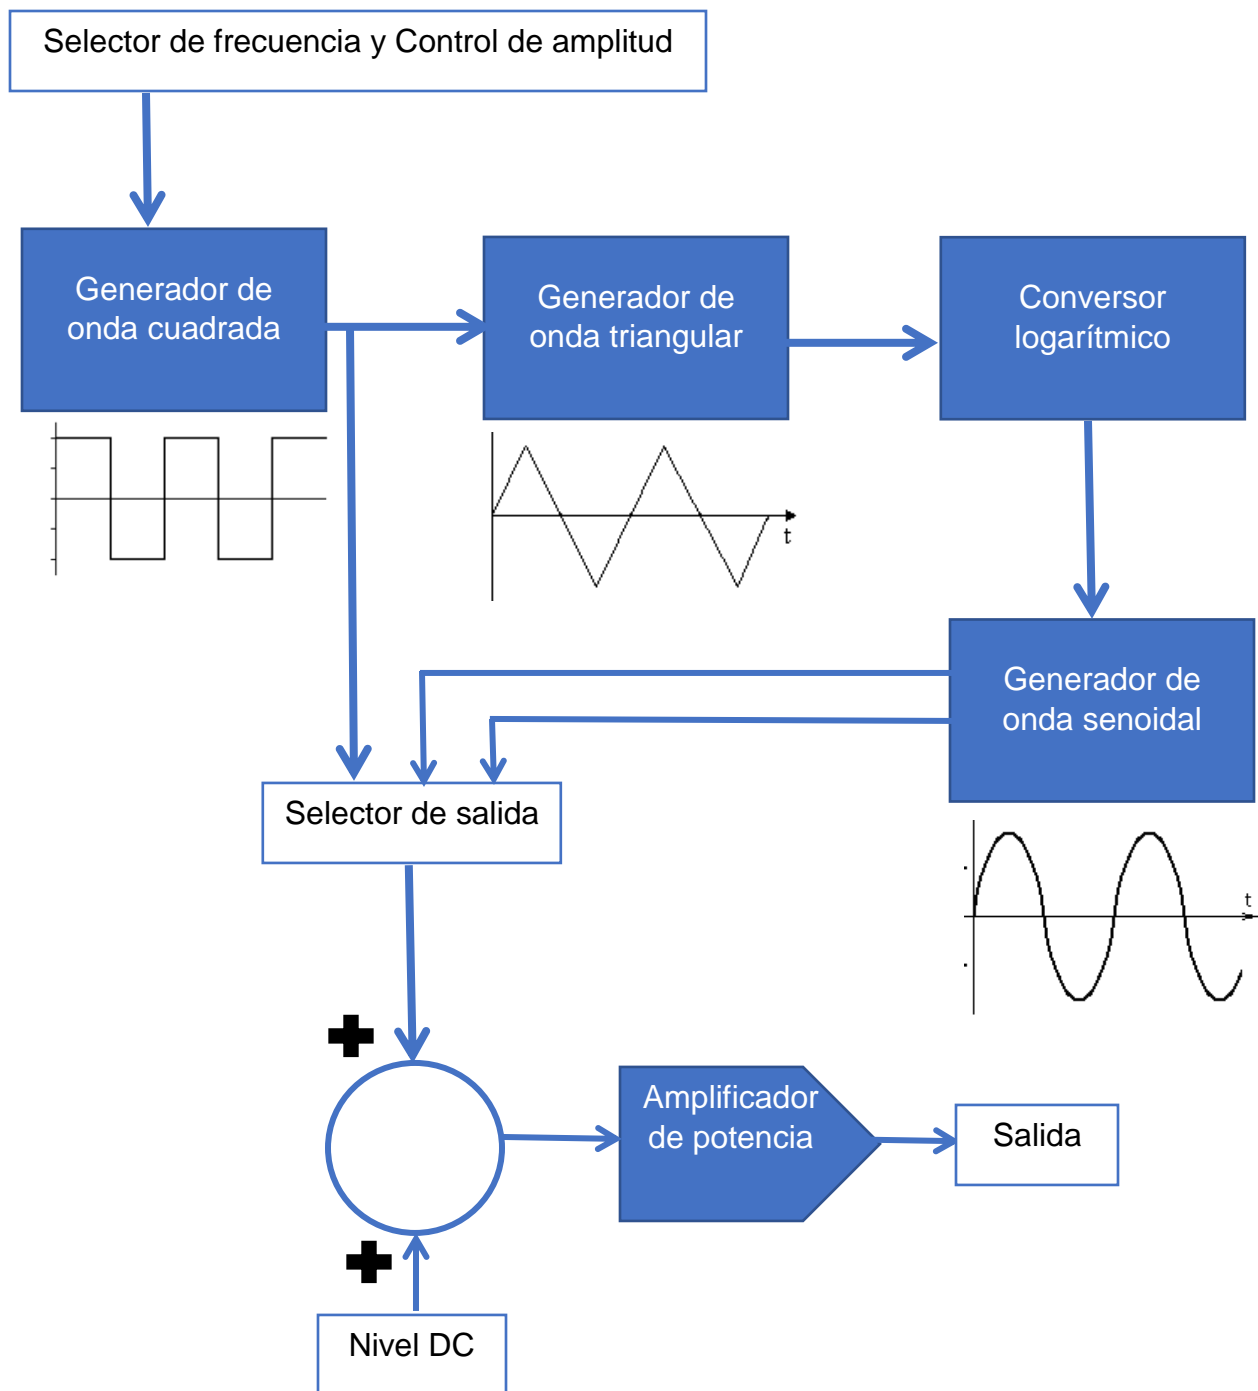 Selector de frecuencia y Control de amplitud
Generador de
onda cuadrada
Generador de
onda triangular
Conversor
logarítmico
t
Generador de
onda senoidal
Selector de salida
t
Amplificador
de potencia
Salida
Nivel DC